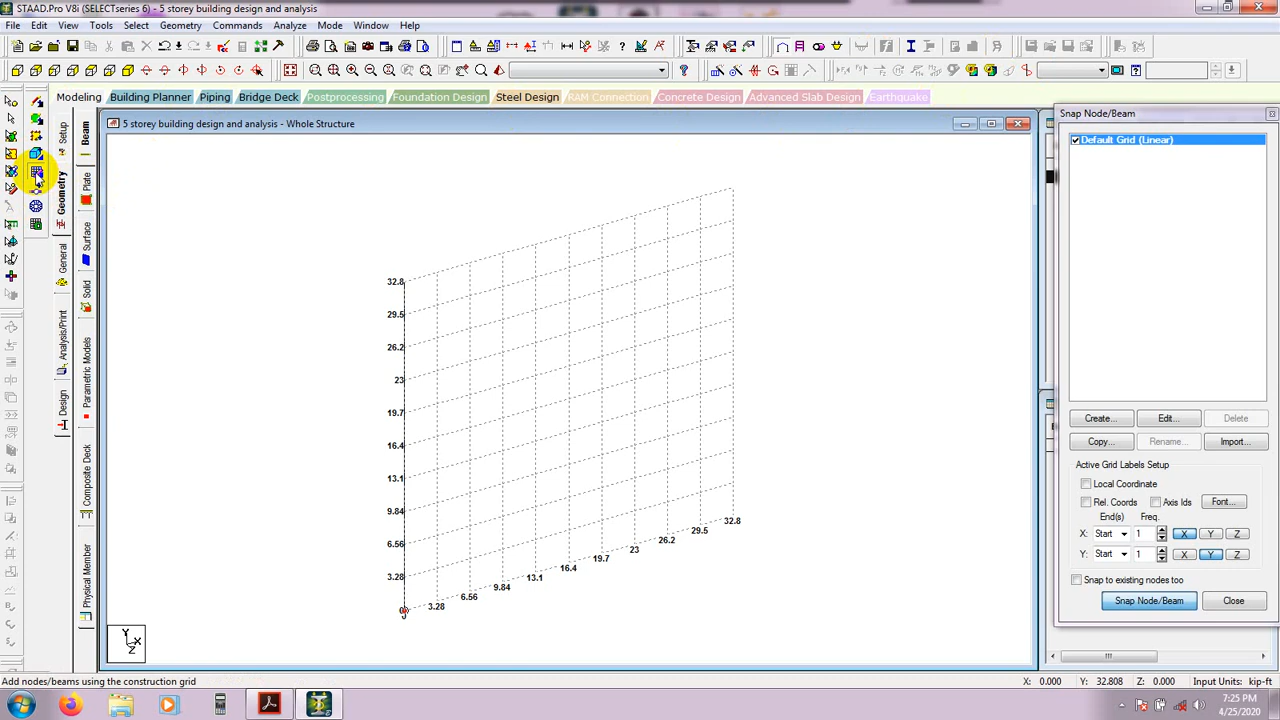 STAAD.Pro V8i (SELECTseries 6) - 5 storey building design and analysis
File Edit View Tools Select Geometry Commands Analyze Mode Window Help
Modeling Building Planner Piping Bridge Deck Postprocessing Foundation Design Steel Design RAM Connection Concrete Design Advanced Slab Design Earthquake
Setup
Geometry
General
Analysis/Print
Design
Beam
Plate
Surface
Solid
Parametric Models
Composite Deck
Physical Member
5 storey building design and analysis - Whole Structure
32.8
29.5
26.2
23
19.7
16.4
13.1
9.84
6.56
3.28
0
3.28 6.56 9.84 13.1 16.4 19.7 23 26.2 29.5 32.8
Y
X
Z
Snap Node/Beam
Default Grid (Linear)
Create... Edit... Delete
Copy... Rename... Import...
Active Grid Labels Setup
Local Coordinate
Rel. Coords Axis Ids Font...
End(s) Freq.
X: Start 1 X Y Z
Y: Start 1 X Y Z
Snap to existing nodes too
Snap Node/Beam Close
Add nodes/beams using the construction grid X: 0.000 Y: 32.808 Z: 0.000 Input Units: kip-ft
7:25 PM
4/25/2020